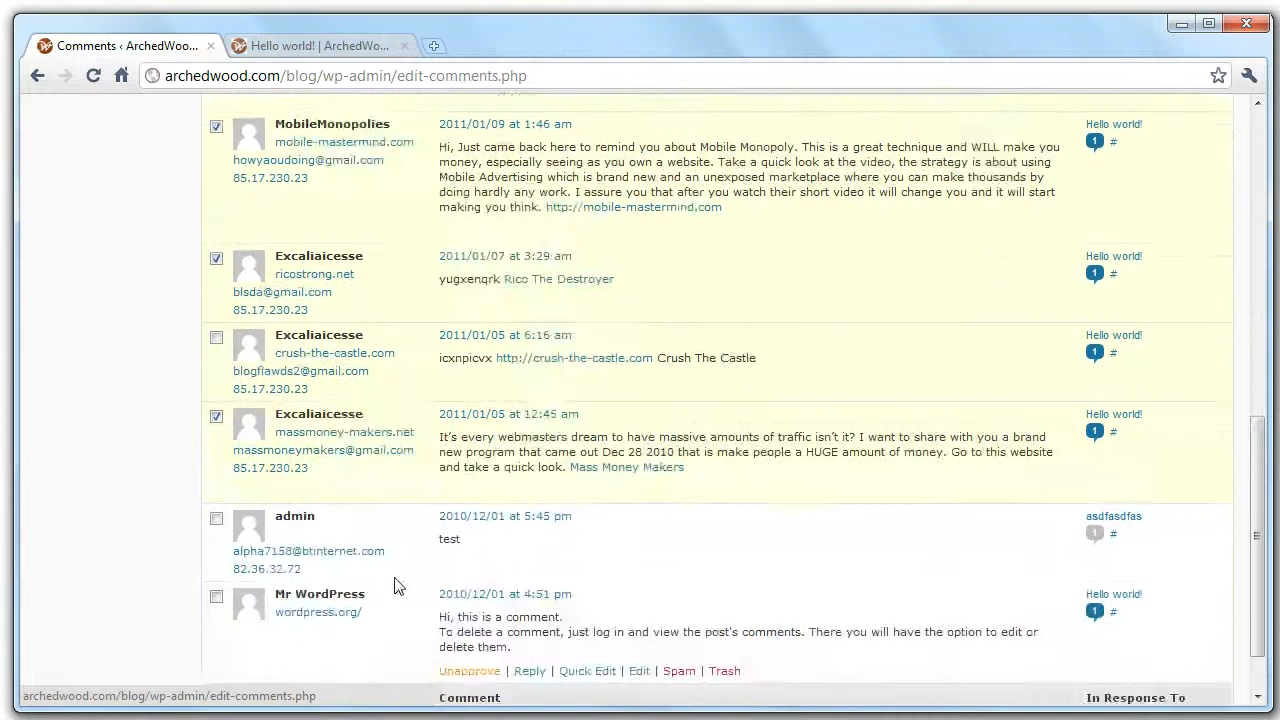 Comments ‹ ArchedWoo...
Hello world! | ArchedWo...
archedwood.com/blog/wp-admin/edit-comments.php
MobileMonopolies
mobile-mastermind.com
howyaoudoing@gmail.com
85.17.230.23
2011/01/09 at 1:46 am
Hi, Just came back here to remind you about Mobile Monopoly. This is a great technique and WILL make you
money, especially seeing as you own a website. Take a quick look at the video, the strategy is about using
Mobile Advertising which is brand new and an unexposed marketplace where you can make thousands by
doing hardly any work. I assure you that after you watch their short video it will change you and it will start
making you think. http://mobile-mastermind.com
Hello world!
1 #
Excaliaicesse
ricostrong.net
blsda@gmail.com
85.17.230.23
2011/01/07 at 3:29 am
yugxenqrk Rico The Destroyer
Hello world!
1 #
Excaliaicesse
crush-the-castle.com
blogflawds2@gmail.com
85.17.230.23
2011/01/05 at 6:16 am
icxnpicvx http://crush-the-castle.com Crush The Castle
Hello world!
1 #
Excaliaicesse
massmoney-makers.net
massmoneymakers@gmail.com
85.17.230.23
2011/01/05 at 12:45 am
It's every webmasters dream to have massive amounts of traffic isn't it? I want to share with you a brand
new program that came out Dec 28 2010 that is make people a HUGE amount of money. Go to this website
and take a quick look. Mass Money Makers
Hello world!
1 #
admin
alpha7158@btinternet.com
82.36.32.72
2010/12/01 at 5:45 pm
test
asdfasdfas
1 #
Mr WordPress
wordpress.org/
2010/12/01 at 4:51 pm
Hi, this is a comment.
To delete a comment, just log in and view the post's comments. There you will have the option to edit or
delete them.
Unapprove | Reply | Quick Edit | Edit | Spam | Trash
Hello world!
1 #
Comment
In Response To
archedwood.com/blog/wp-admin/edit-comments.php